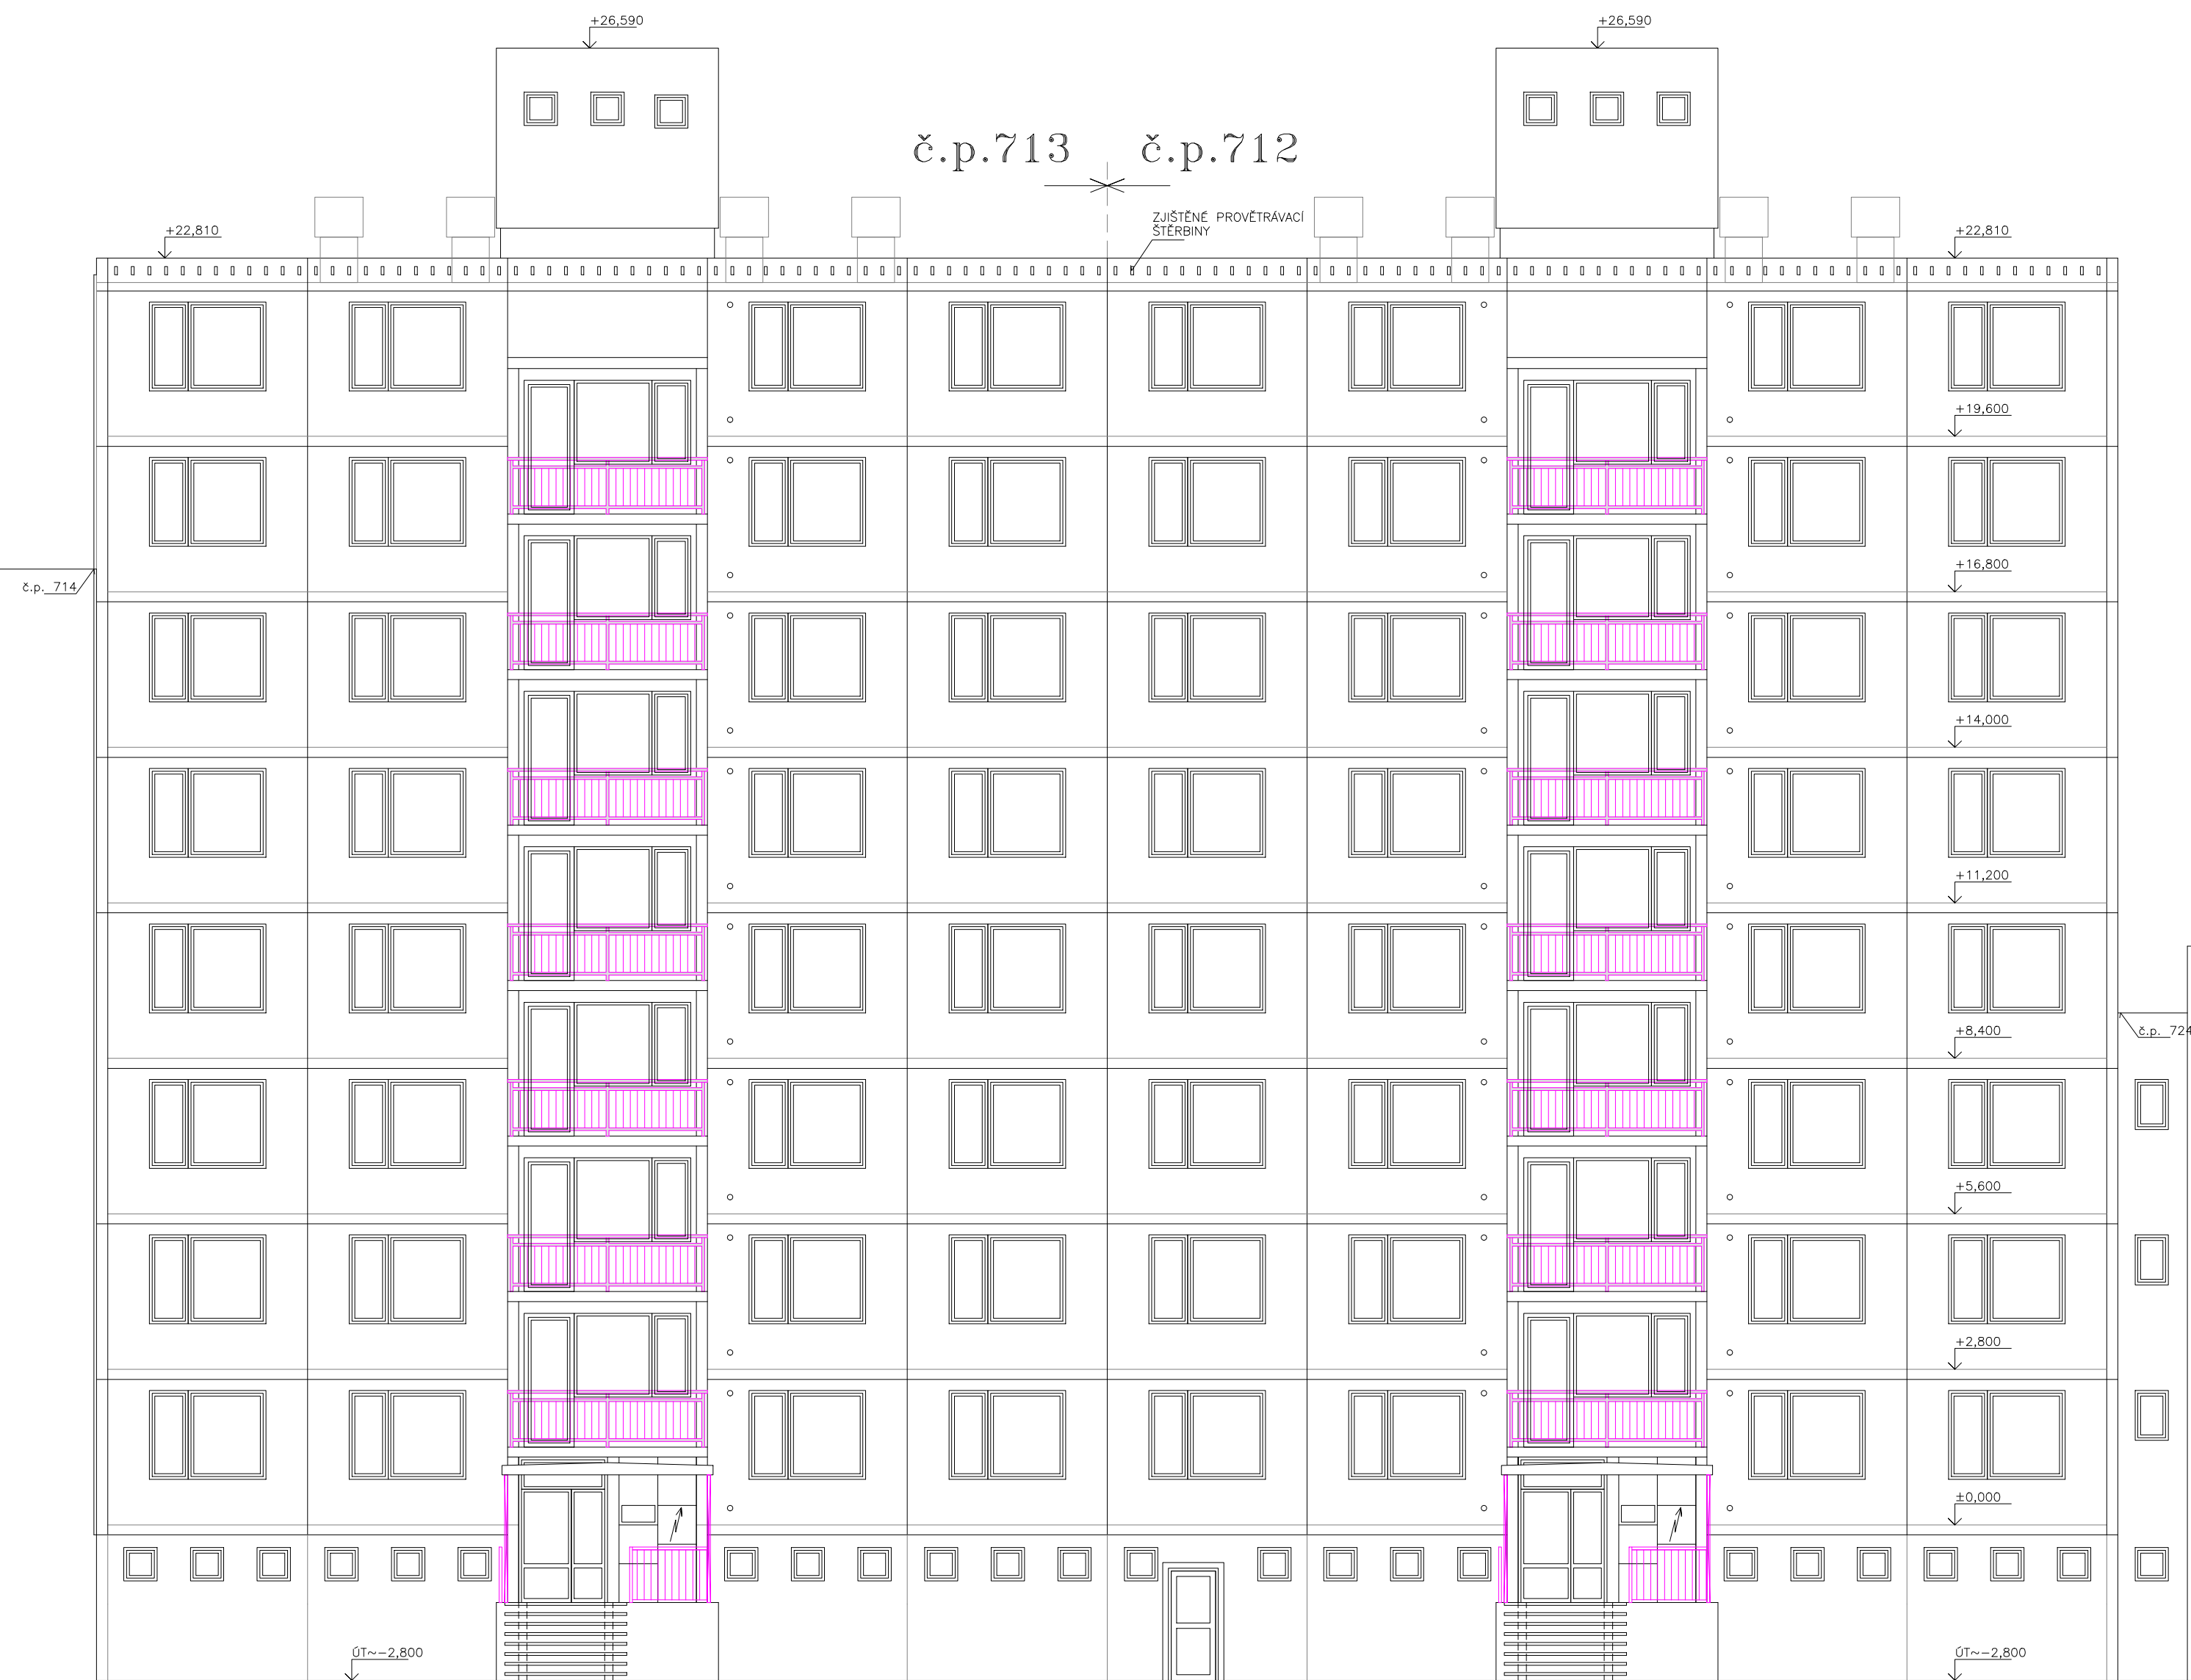 +26,590
+26,590
č.p.713
č.p.712
ZJIŠTĚNÉ PROVĚTRÁVACÍ
ŠTĚRBINY
+22,810
+22,810
+19,600
+16,800
č.p. 714
+14,000
+11,200
+8,400
č.p. 724
+5,600
+2,800
±0,000
ÚT~−2,800
ÚT~−2,800